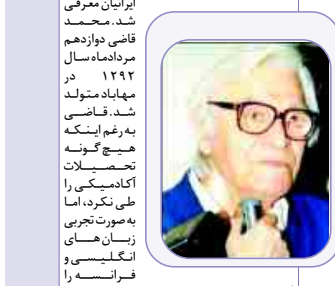 ایرانیان معرفی
شد. محمد
قاضی دوازدهم
مردادماه سال
۱۲۹۲ در
مهاباد متولد
شد. قاضی
به‌رغم اینکه
هیچ گونه
تحصیلات
آکادمیکی را
طی نکرد، اما
به‌صورت تجربی
زبان های
انگلیسی و
فرانسه را